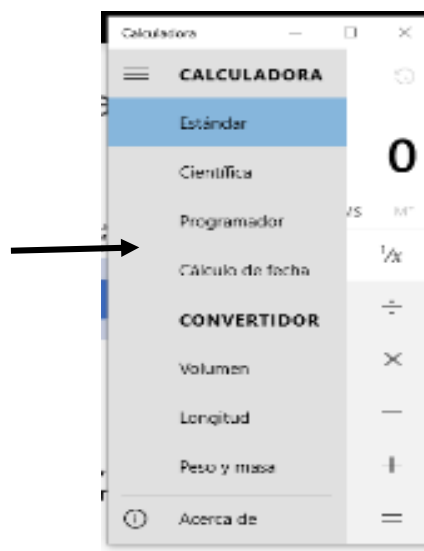 Calculadora
CALCULADORA
Estándar
0
Científica
Programador
MS
¹/x
Cálculo de fecha
÷
CONVERTIDOR
Volumen
×
Longitud
−
Peso y masa
+
Acerca de
=